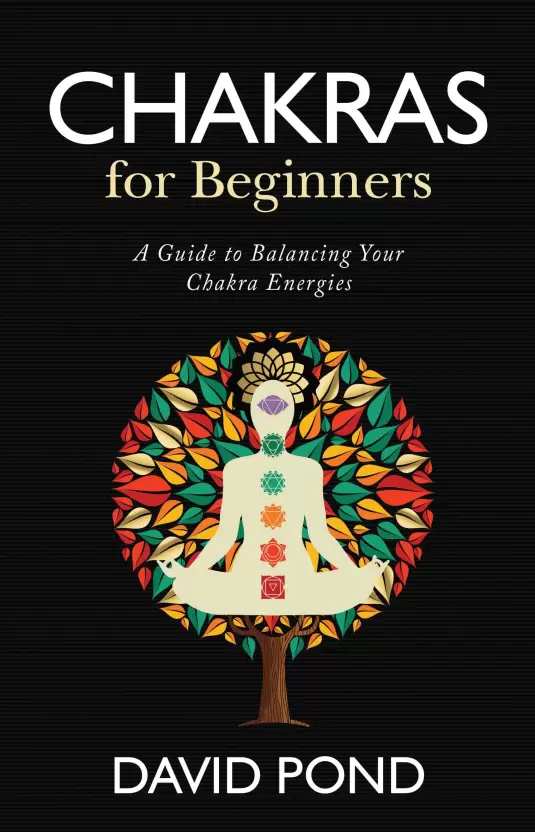 CHAKRAS
for Beginners
A Guide to Balancing Your
Chakra Energies
DAVID POND